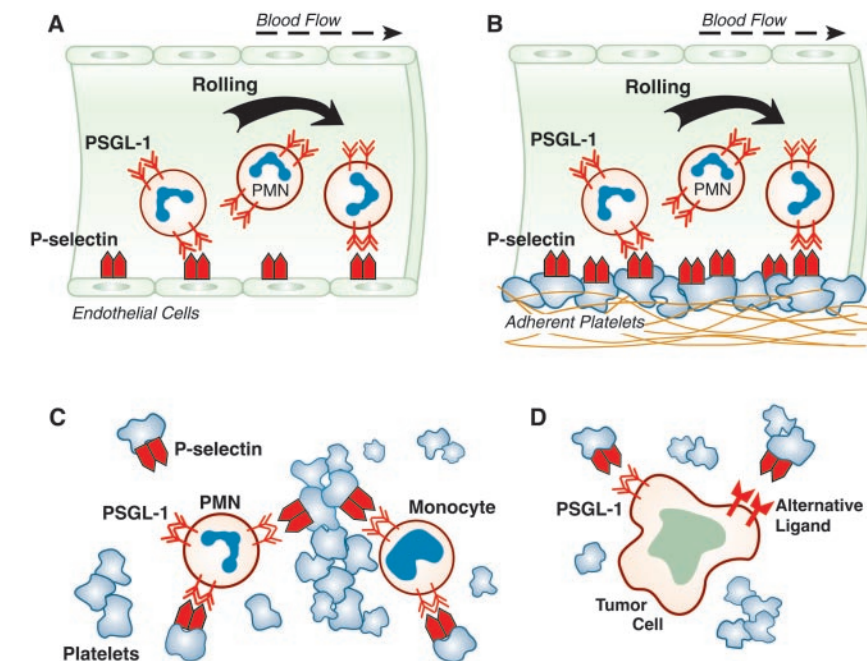 A
Blood Flow
Rolling
PSGL-1
PMN
P-selectin
Endothelial Cells
B
Blood Flow
Rolling
PSGL-1
PMN
P-selectin
Adherent Platelets
C
P-selectin
PSGL-1
PMN
Monocyte
Platelets
D
PSGL-1
Alternative
Ligand
Tumor
Cell